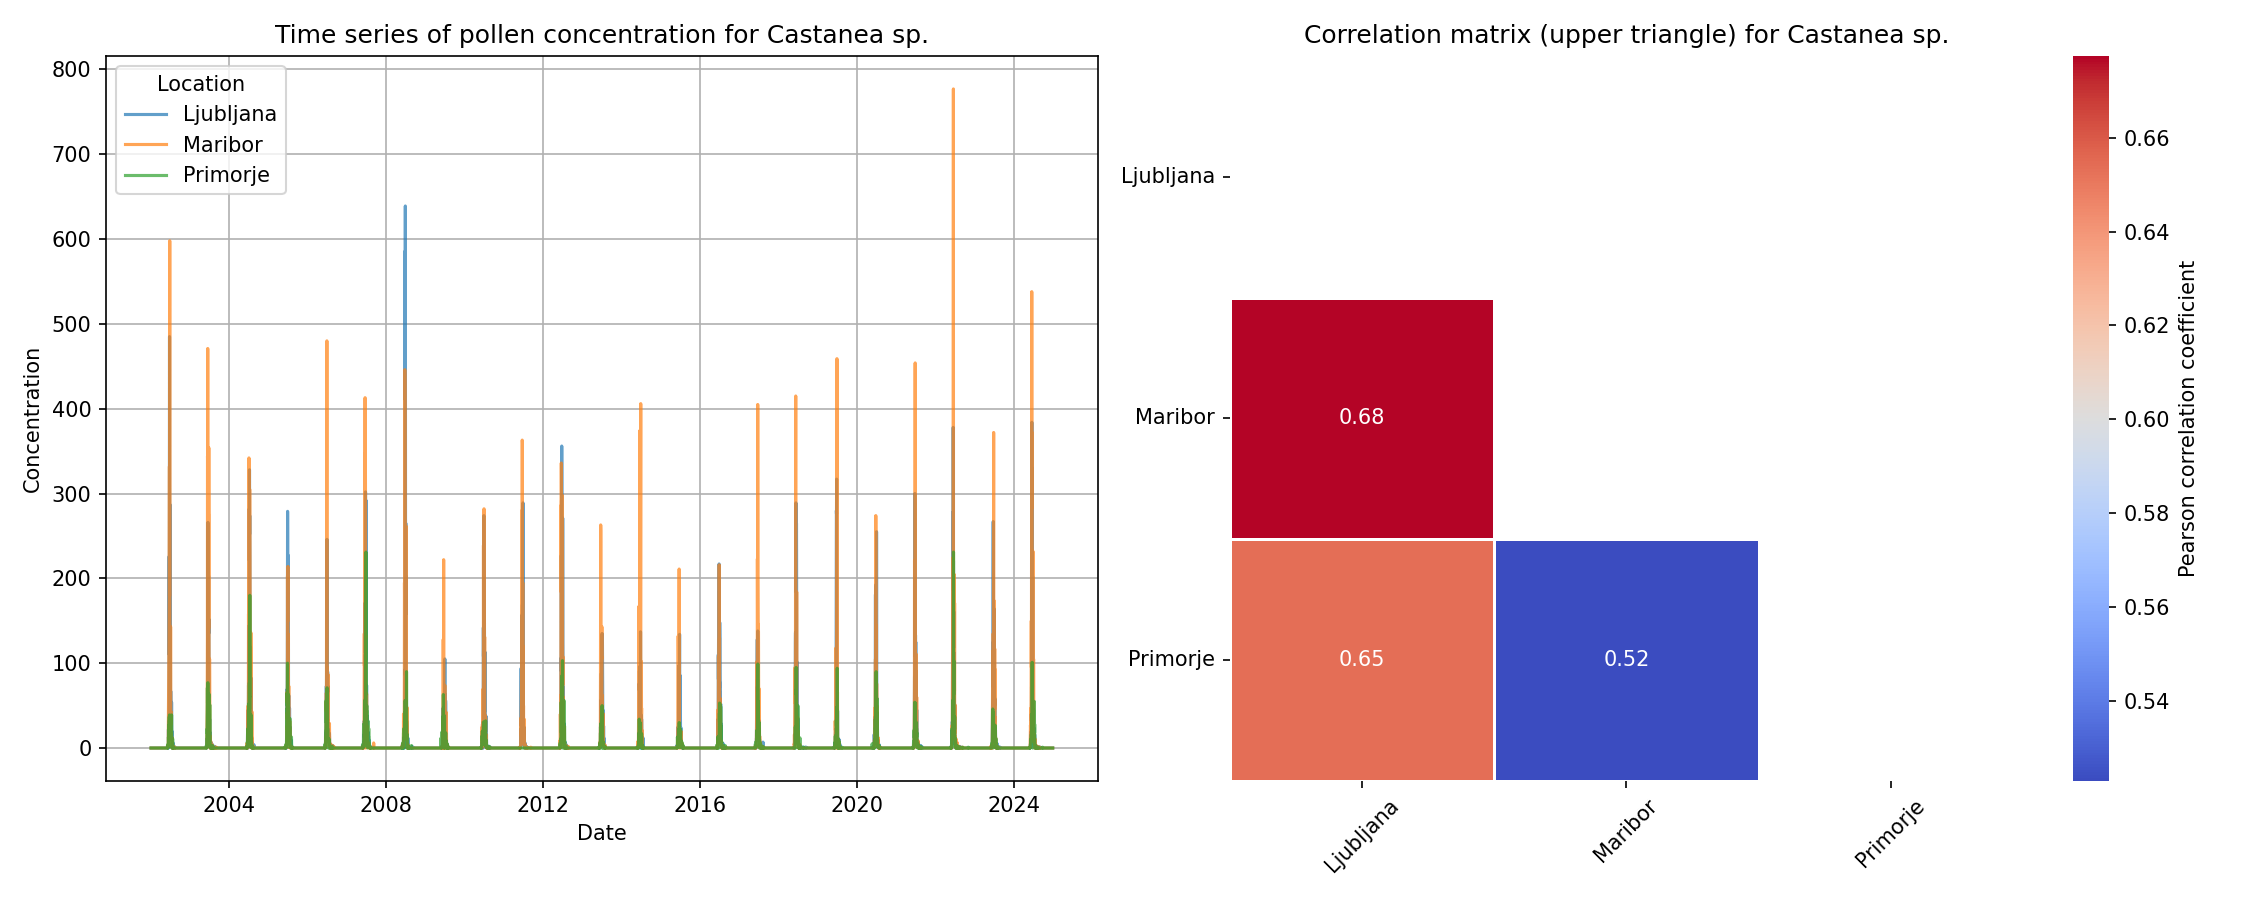 Time series of pollen concentration for Castanea sp.
Location
Ljubljana
Maribor
Primorje
800
700
600
500
400
300
200
100
0
Concentration
2004 2008 2012 2016 2020 2024
Date
Correlation matrix (upper triangle) for Castanea sp.
Ljubljana
Maribor
Primorje
0.68
0.65 0.52
Ljubljana Maribor Primorje
0.66
0.64
0.62
0.60
0.58
0.56
0.54
Pearson correlation coefficient